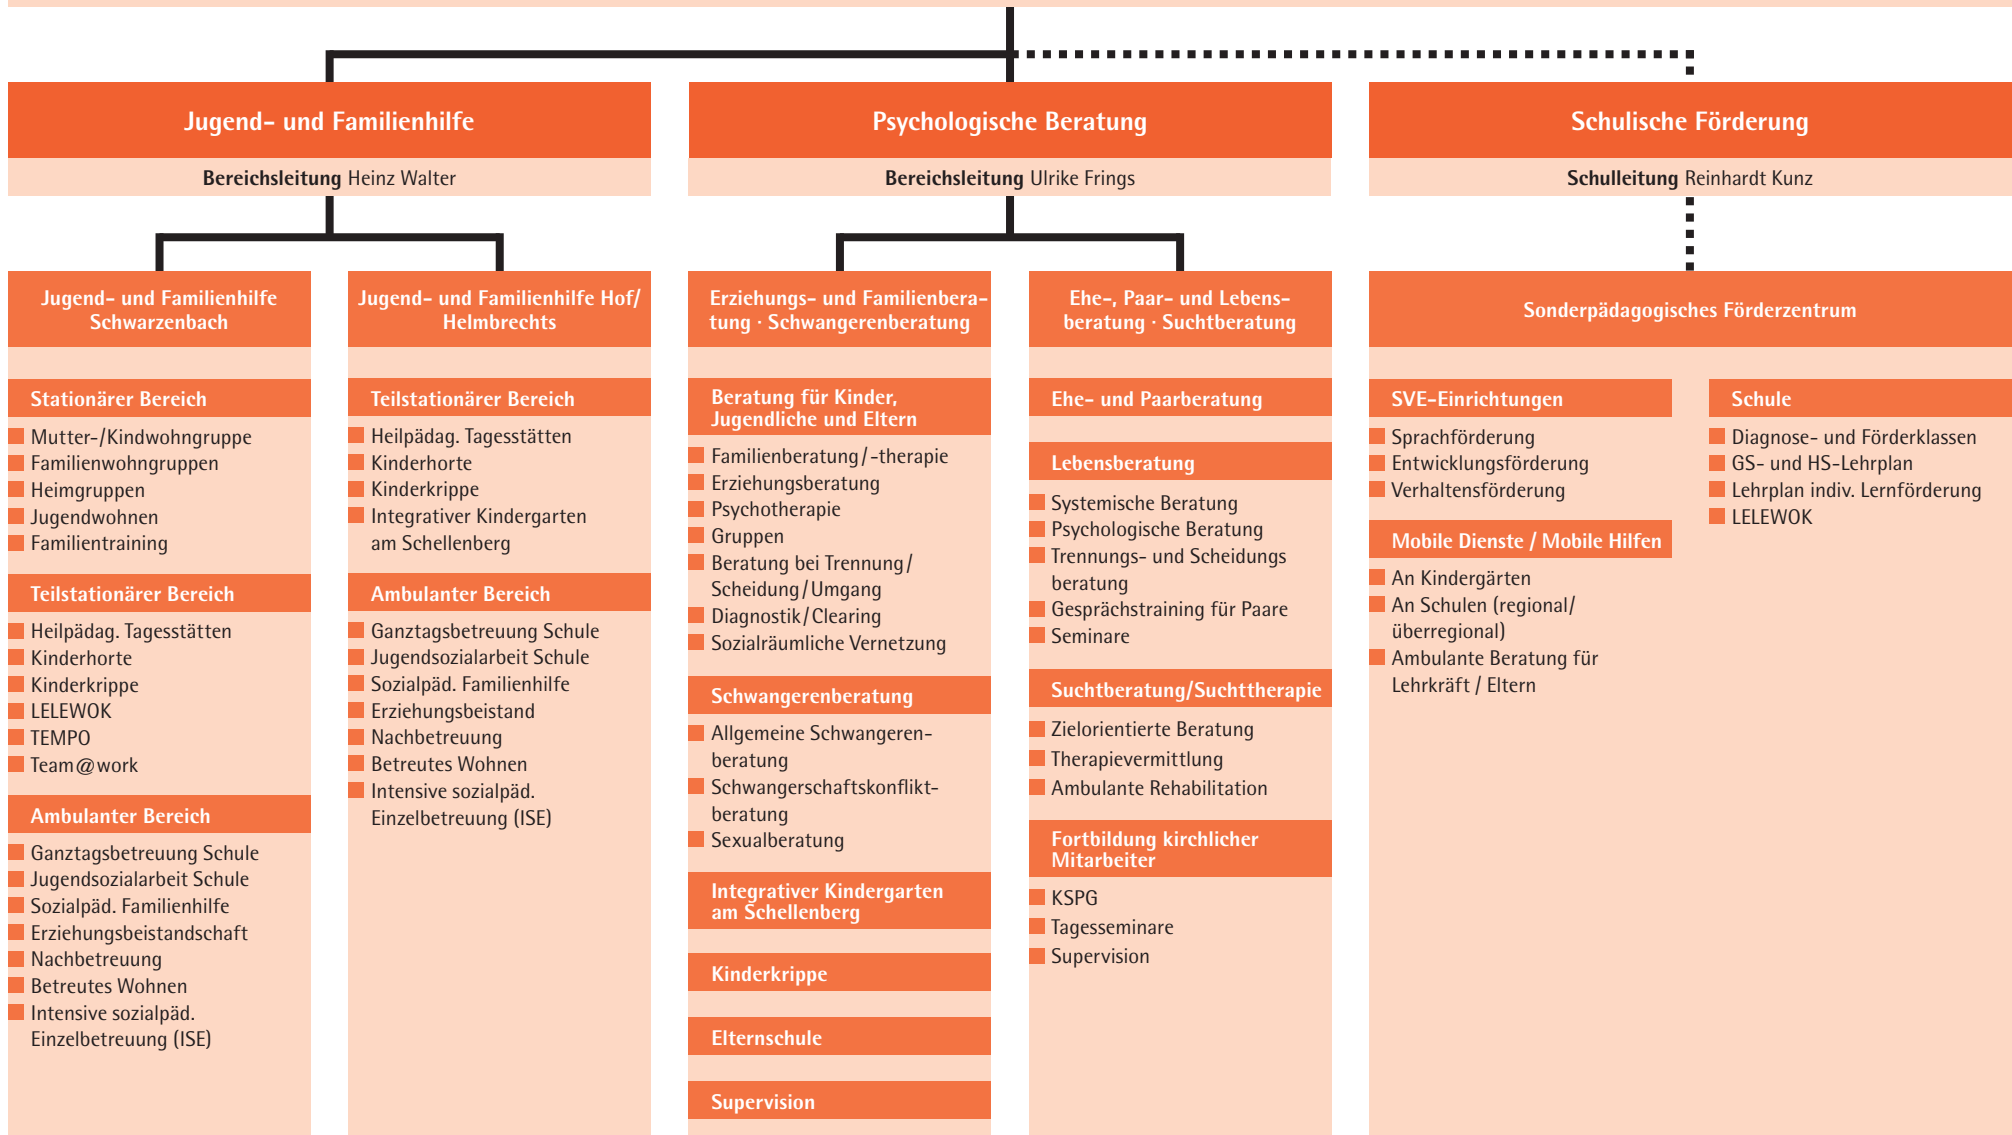 Jugend- und Familienhilfe
Bereichsleitung Heinz Walter
Psychologische Beratung
Bereichsleitung Ulrike Frings
Schulische Förderung
Schulleitung Reinhardt Kunz
Jugend- und Familienhilfe
Schwarzenbach
Stationärer Bereich
Mutter-/Kindwohngruppe
Familienwohngruppen
Heimgruppen
Jugendwohnen
Familientraining
Teilstationärer Bereich
Heilpädag. Tagesstätten
Kinderhorte
Kinderkrippe
LELEWOK
TEMPO
Team@work
Ambulanter Bereich
Ganztagsbetreuung Schule
Jugendsozialarbeit Schule
Sozialpäd. Familienhilfe
Erziehungsbeistandschaft
Nachbetreuung
Betreutes Wohnen
Intensive sozialpäd.
Einzelbetreuung (ISE)
Jugend- und Familienhilfe Hof/
Helmbrechts
Teilstationärer Bereich
Heilpädag. Tagesstätten
Kinderhorte
Kinderkrippe
Integrativer Kindergarten
am Schellenberg
Ambulanter Bereich
Ganztagsbetreuung Schule
Jugendsozialarbeit Schule
Sozialpäd. Familienhilfe
Erziehungsbeistand
Nachbetreuung
Betreutes Wohnen
Intensive sozialpäd.
Einzelbetreuung (ISE)
Erziehungs- und Familienbera-
tung · Schwangerenberatung
Beratung für Kinder,
Jugendliche und Eltern
Familienberatung/-therapie
Erziehungsberatung
Psychotherapie
Gruppen
Beratung bei Trennung/
Scheidung/Umgang
Diagnostik/Clearing
Sozialräumliche Vernetzung
Schwangerenberatung
Allgemeine Schwangeren-
beratung
Schwangerschaftskonflikt-
beratung
Sexualberatung
Integrativer Kindergarten
am Schellenberg
Kinderkrippe
Elternschule
Supervision
Ehe-, Paar- und Lebens-
beratung · Suchtberatung
Ehe- und Paarberatung
Lebensberatung
Systemische Beratung
Psychologische Beratung
Trennungs- und Scheidungs
beratung
Gesprächstraining für Paare
Seminare
Suchtberatung/Suchttherapie
Zielorientierte Beratung
Therapievermittlung
Ambulante Rehabilitation
Fortbildung kirchlicher
Mitarbeiter
KSPG
Tagesseminare
Supervision
Sonderpädagogisches Förderzentrum
SVE-Einrichtungen
Sprachförderung
Entwicklungsförderung
Verhaltensförderung
Mobile Dienste / Mobile Hilfen
An Kindergärten
An Schulen (regional/
überregional)
Ambulante Beratung für
Lehrkräft / Eltern
Schule
Diagnose- und Förderklassen
GS- und HS-Lehrplan
Lehrplan indiv. Lernförderung
LELEWOK